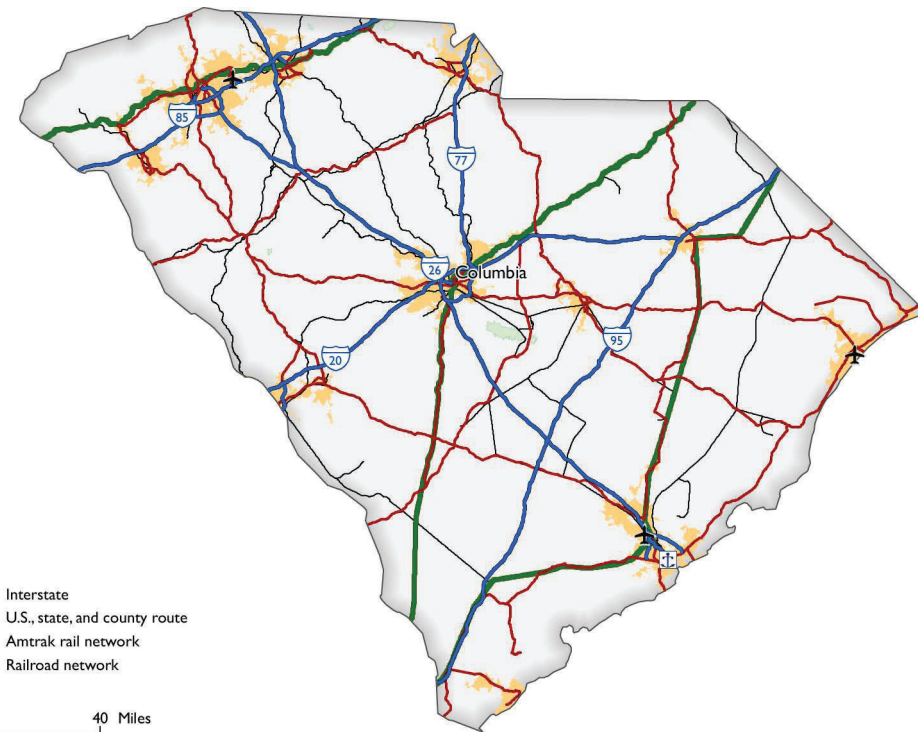 85
77
26
Columbia
20
95
Interstate
U.S., state, and county route
Amtrak rail network
Railroad network
40 Miles